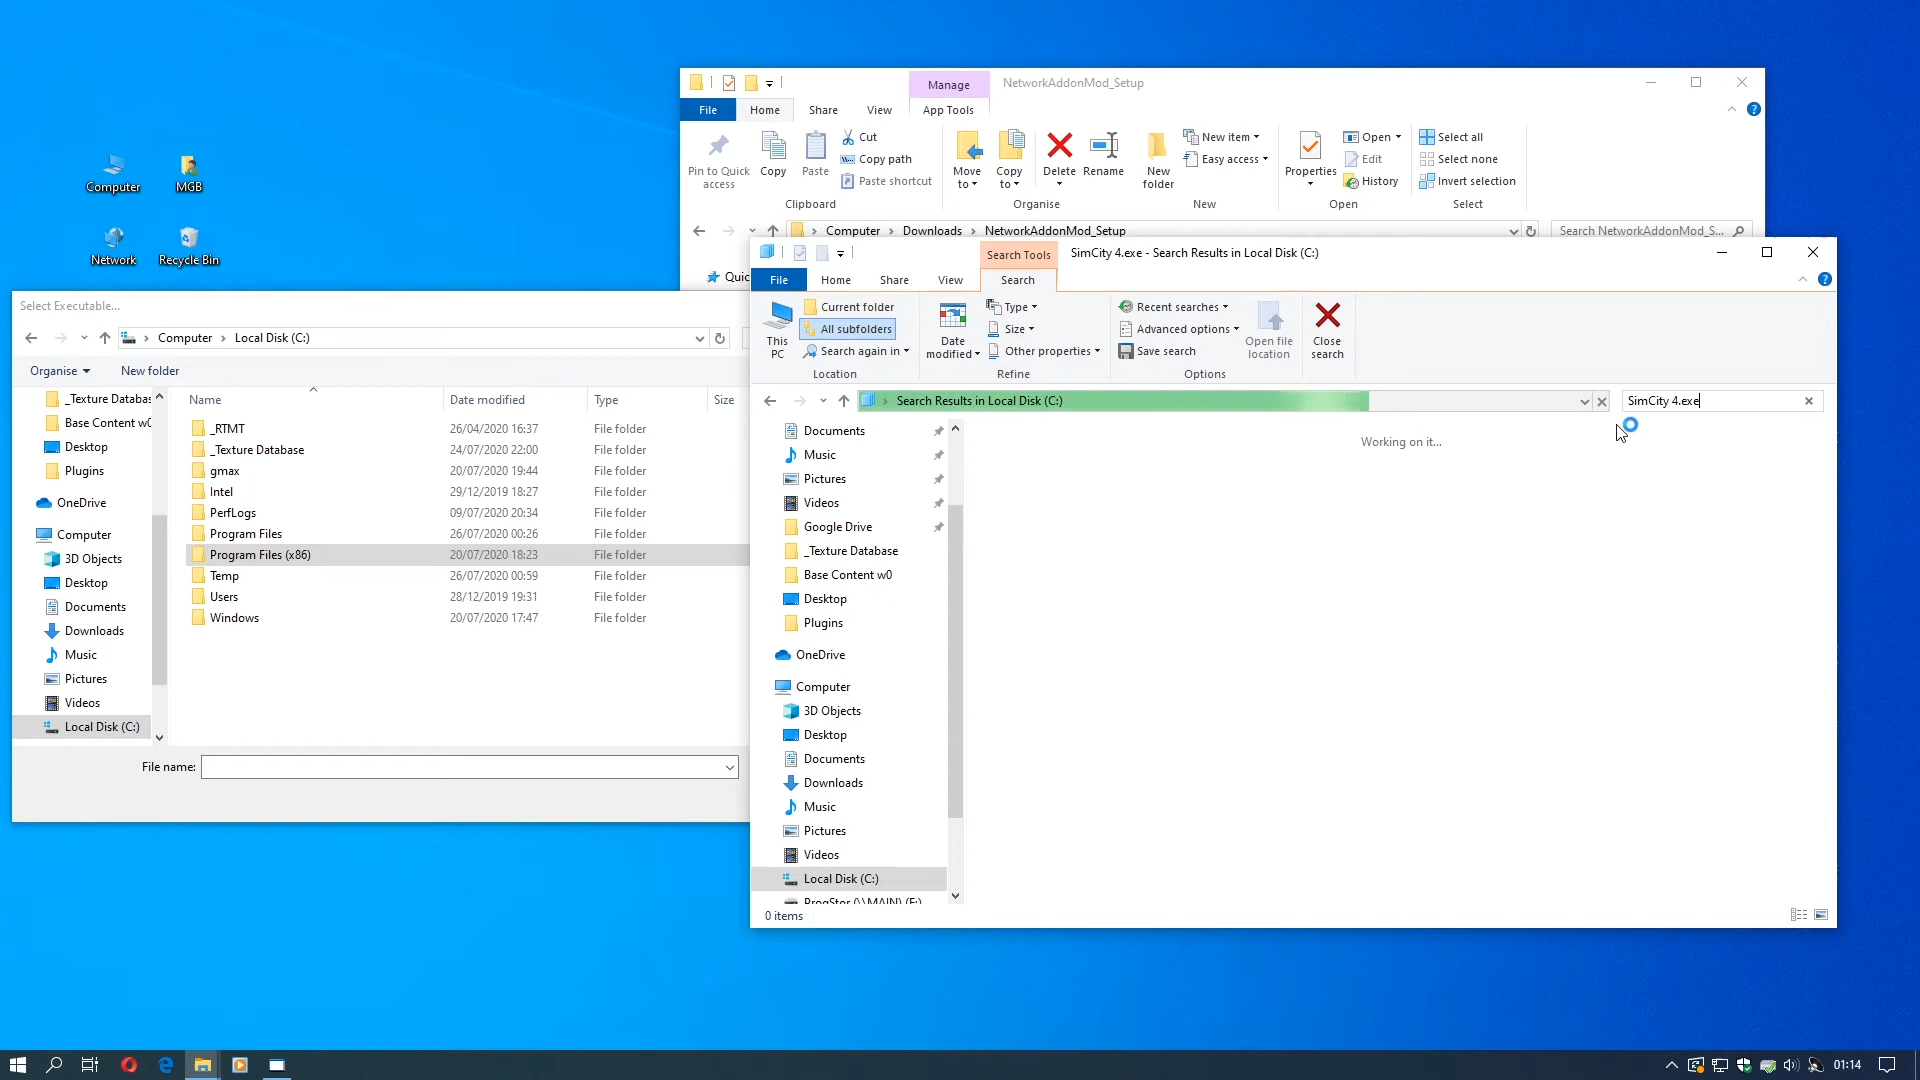 Computer
MGB
Network
Recycle Bin
Manage
NetworkAddonMod_Setup
File
Home
Share
View
App Tools
Pin to Quick access
Copy
Paste
Cut
Copy path
Paste shortcut
Clipboard
Move to
Copy to
Delete
Rename
Organise
New folder
New item
Easy access
New
Properties
Open
Edit
History
Open
Select all
Select none
Invert selection
Select
Computer
Downloads
NetworkAddonMod_Setup
Search NetworkAddonMod_S...
Quic
Select Executable...
Computer
Local Disk (C:)
Organise
New folder
_Texture Databas
Base Content w0
Desktop
Plugins
OneDrive
Computer
3D Objects
Desktop
Documents
Downloads
Music
Pictures
Videos
Local Disk (C:)
Name Date modified Type Size
_RTMT 26/04/2020 16:37 File folder
_Texture Database 24/07/2020 22:00 File folder
gmax 20/07/2020 19:44 File folder
Intel 29/12/2019 18:27 File folder
PerfLogs 09/07/2020 20:34 File folder
Program Files 26/07/2020 00:26 File folder
Program Files (x86) 20/07/2020 18:23 File folder
Temp 26/07/2020 00:59 File folder
Users 28/12/2019 19:31 File folder
Windows 20/07/2020 17:47 File folder
File name:
Search Tools
SimCity 4.exe - Search Results in Local Disk (C:)
File
Home
Share
View
Search
This PC
Current folder
All subfolders
Search again in
Location
Date modified
Type
Size
Other properties
Refine
Recent searches
Advanced options
Save search
Open file location
Options
Close search
Search Results in Local Disk (C:)
SimCity 4.exe
Documents
Music
Pictures
Videos
Google Drive
_Texture Database
Base Content w0
Desktop
Plugins
OneDrive
Computer
3D Objects
Desktop
Documents
Downloads
Music
Pictures
Videos
Local Disk (C:)
ProgStor (\\MAIN) (F:)
Working on it...
0 items
01:14